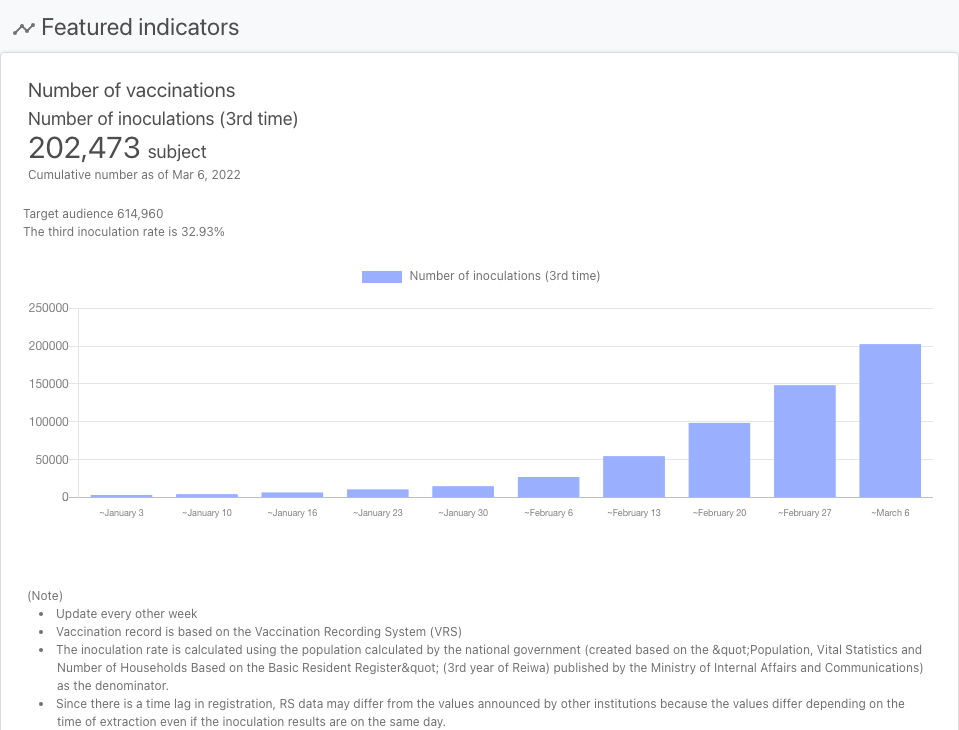 Featured indicators
Number of vaccinations
Number of inoculations (3rd time)
202,473 subject
Cumulative number as of Mar 6, 2022
Target audience 614,960
The third inoculation rate is 32.93%
Number of inoculations (3rd time)
250000
200000
150000
100000
50000
0
~January 3 ~January 10 ~January 16 ~January 23 ~January 30 ~February 6 ~February 13 ~February 20 ~February 27 ~March 6
(Note)
• Update every other week
• Vaccination record is based on the Vaccination Recording System (VRS)
• The inoculation rate is calculated using the population calculated by the national government (created based on the &quot;Population, Vital Statistics and
Number of Households Based on the Basic Resident Register&quot; (3rd year of Reiwa) published by the Ministry of Internal Affairs and Communications)
as the denominator.
• Since there is a time lag in registration, RS data may differ from the values announced by other institutions because the values differ depending on the
time of extraction even if the inoculation results are on the same day.